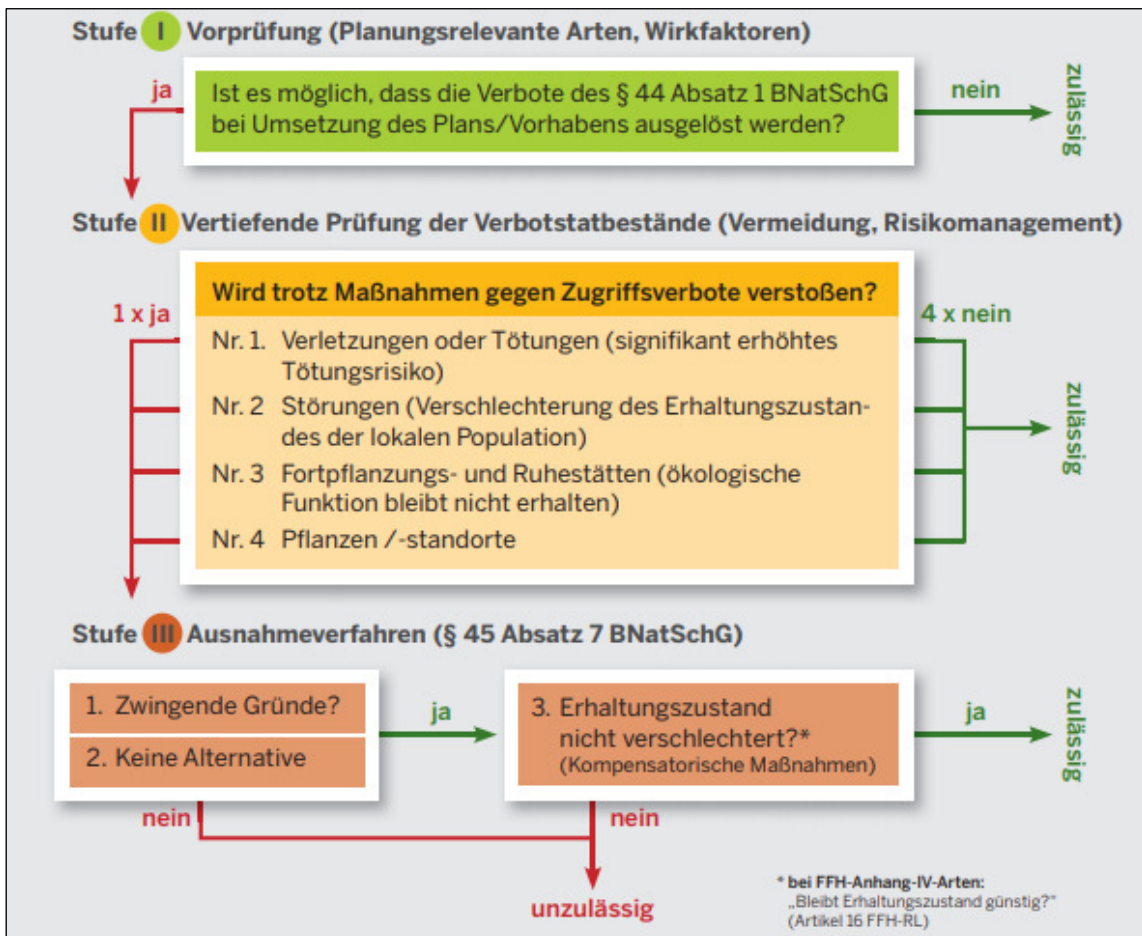 Stufe I Vorprüfung (Planungsrelevante Arten, Wirkfaktoren)
ja
Ist es möglich, dass die Verbote des § 44 Absatz 1 BNatSchG
bei Umsetzung des Plans/Vorhabens ausgelöst werden?
nein
zulässig
Stufe II Vertiefende Prüfung der Verbotstatbestände (Vermeidung, Risikomanagement)
1 x ja
Wird trotz Maßnahmen gegen Zugriffsverbote verstoßen?
Nr. 1. Verletzungen oder Tötungen (signifikant erhöhtes
Tötungsrisiko)
Nr. 2 Störungen (Verschlechterung des Erhaltungszustan-
des der lokalen Population)
Nr. 3 Fortpflanzungs- und Ruhestätten (ökologische
Funktion bleibt nicht erhalten)
Nr. 4 Pflanzen /-standorte
4 x nein
zulässig
Stufe III Ausnahmeverfahren (§ 45 Absatz 7 BNatSchG)
1. Zwingende Gründe?
2. Keine Alternative
ja
3. Erhaltungszustand
nicht verschlechtert?*
(Kompensatorische Maßnahmen)
ja
zulässig
nein
nein
unzulässig
* bei FFH-Anhang-IV-Arten:
„Bleibt Erhaltungszustand günstig?"
(Artikel 16 FFH-RL)